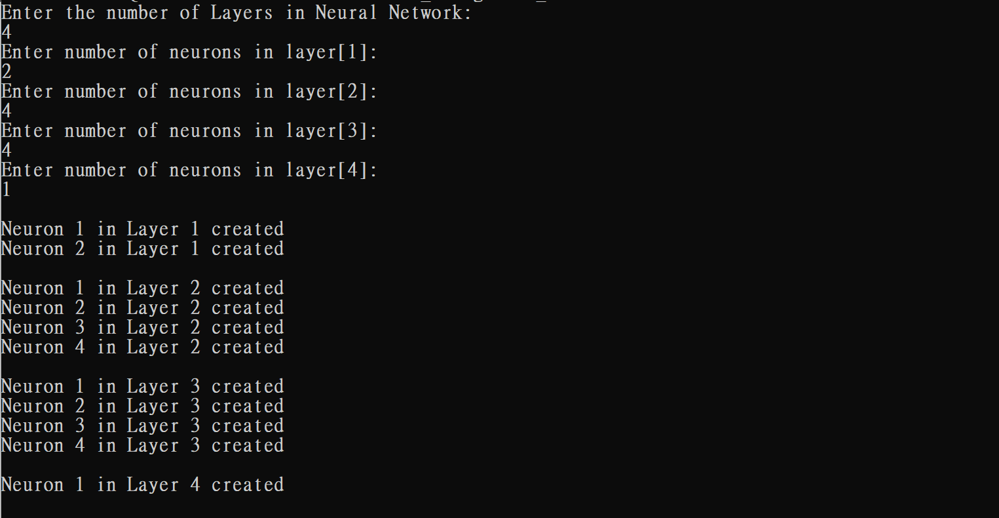 Enter the number of Layers in Neural Network:
4
Enter number of neurons in layer[1]:
2
Enter number of neurons in layer[2]:
4
Enter number of neurons in layer[3]:
4
Enter number of neurons in layer[4]:
1
Neuron 1 in Layer 1 created
Neuron 2 in Layer 1 created
Neuron 1 in Layer 2 created
Neuron 2 in Layer 2 created
Neuron 3 in Layer 2 created
Neuron 4 in Layer 2 created
Neuron 1 in Layer 3 created
Neuron 2 in Layer 3 created
Neuron 3 in Layer 3 created
Neuron 4 in Layer 3 created
Neuron 1 in Layer 4 created